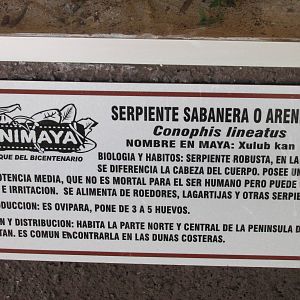 NIMAYA
QUE DEL BICENTENARIO
SERPIENTE SABANERA O AREN
Conophis lineatus
NOMBRE EN MAYA: Xulub kan
BIOLOGIA Y HABITOS: SERPIENTE ROBUSTA, EN LA
SE DIFERENCIA LA CABEZA DEL CUERPO. POSEE UN
OTENCIA MEDIA, QUE NO ES MORTAL PARA EL SER HUMANO PERO PUEDE
E IRRITACION. SE ALIMENTA DE ROEDORES, LAGARTIJAS Y OTRAS SERPIE
DUCCION: ES OVIPARA, PONE DE 3 A 5 HUEVOS.
N Y DISTRIBUCION: HABITA LA PARTE NORTE Y CENTRAL DE LA PENINSULA D
TAN. ES COMUN ENCONTRARLA EN LAS DUNAS COSTERAS.